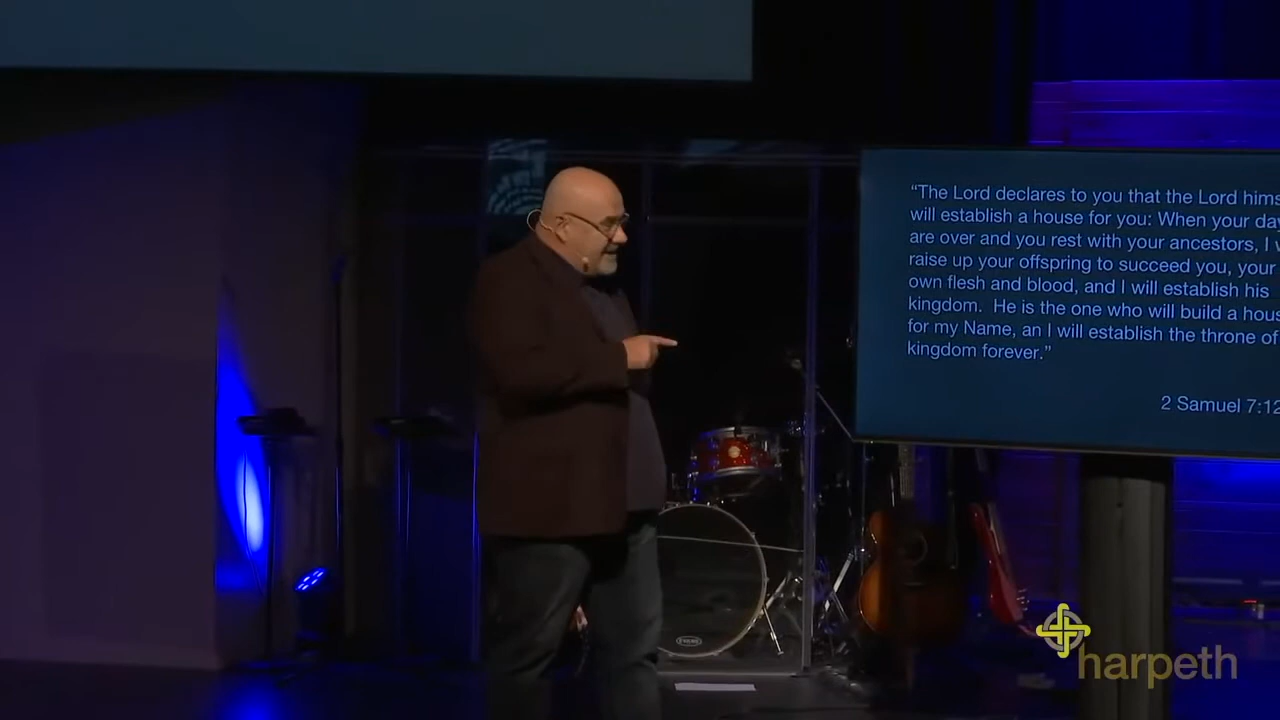 “The Lord declares to you that the Lord hims
will establish a house for you: When your day
are over and you rest with your ancestors, I w
raise up your offspring to succeed you, your
own flesh and blood, and I will establish his
kingdom.  He is the one who will build a hous
for my Name, an I will establish the throne of
kingdom forever.”
2 Samuel 7:12
harpeth